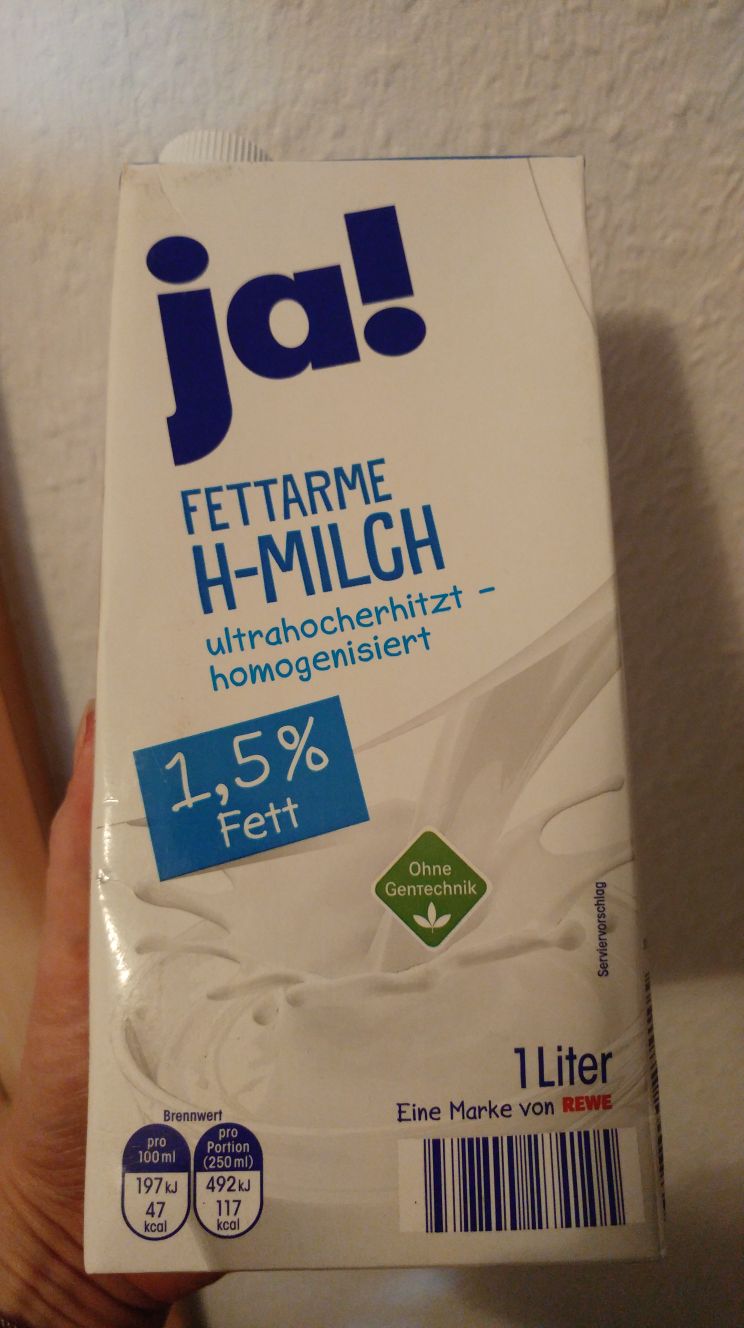 ja!
FETTARME
H-MILCH
ultrahocherhitzt –
homogenisiert
1,5%
Fett
Ohne
GenTechnik
Serviervorschlag
1 Liter
Eine Marke von REWE
Brennwert
pro
100 ml
197 kJ
47
kcal
pro
Portion
(250 ml)
492 kJ
117
kcal